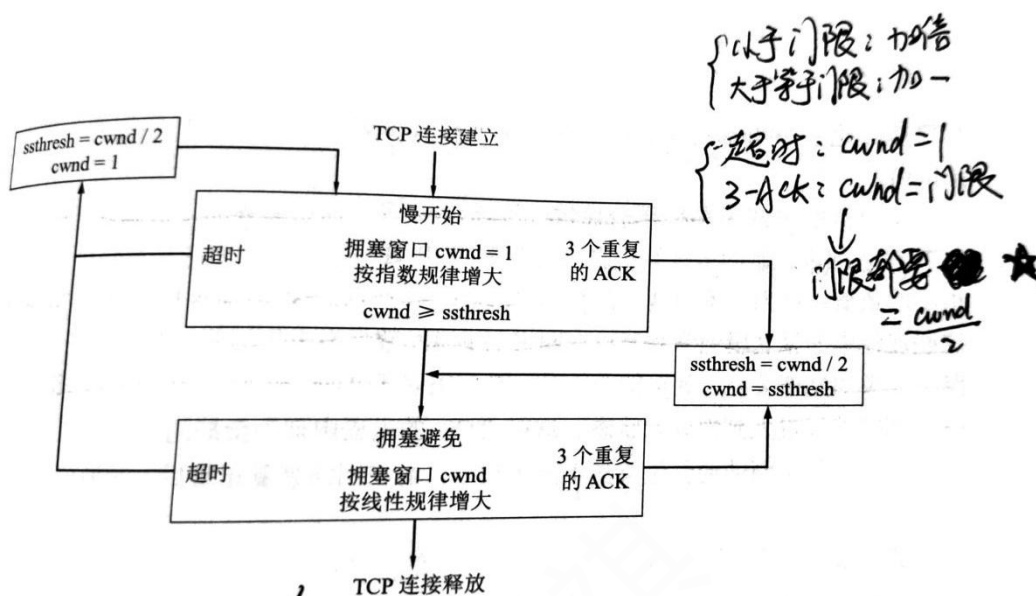 小于门限：加倍
大于等于门限：加一
超时：cwnd=1
3-ACK：cwnd=门限
门限都要
= cwnd/2
ssthresh = cwnd / 2
cwnd = 1
TCP 连接建立
慢开始
超时
拥塞窗口 cwnd = 1
按指数规律增大
3 个重复
的 ACK
cwnd ≥ ssthresh
ssthresh = cwnd / 2
cwnd = ssthresh
拥塞避免
超时
拥塞窗口 cwnd
按线性规律增大
3 个重复
的 ACK
TCP 连接释放